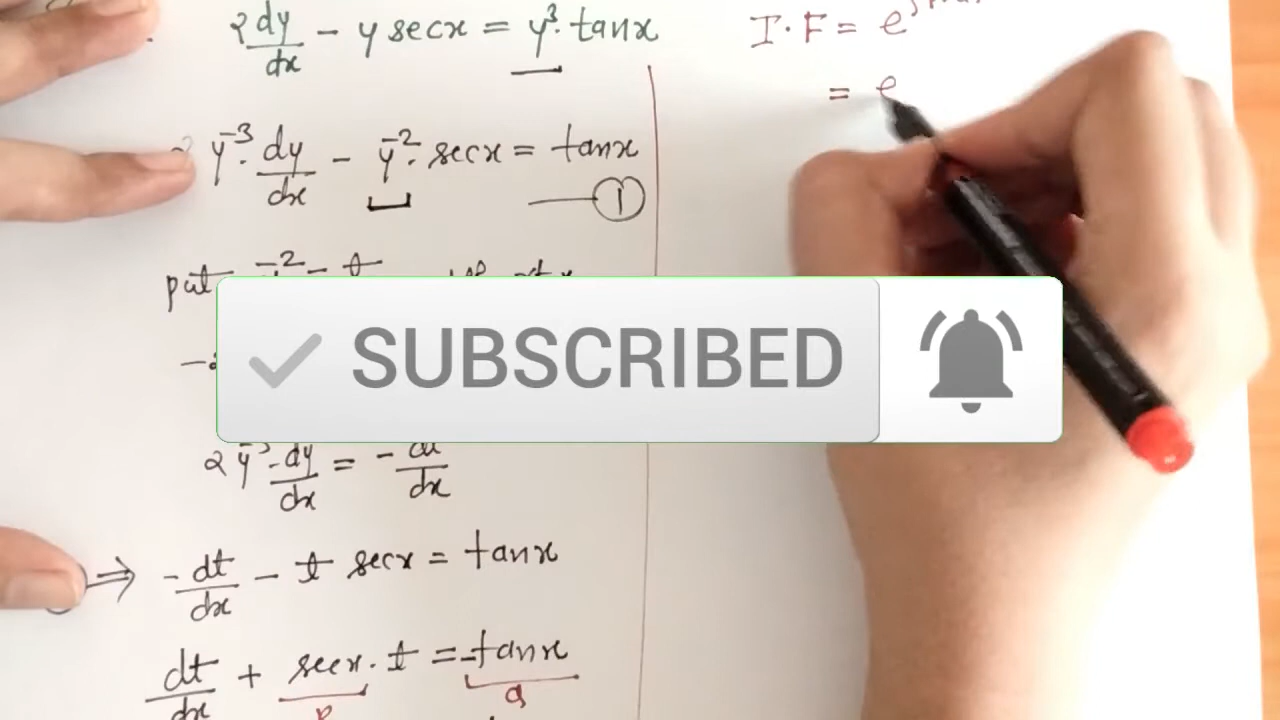 2 dy/dx - y secx = y³. tanx
y⁻³. dy/dx - y⁻². secx = tanx
①
put y⁻² = t
SUBSCRIBED
2 y⁻³ . dy/dx = - dt/dx
⇒ - dt/dx - t secx = tanx
dt/dx + secx . t = -tanx
P Q
I.F = e
= e